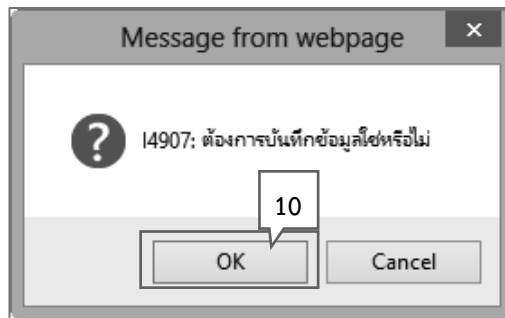 Message from webpage
I4907: ต้องการบันทึกข้อมูลใช่หรือไม่
10
OK
Cancel